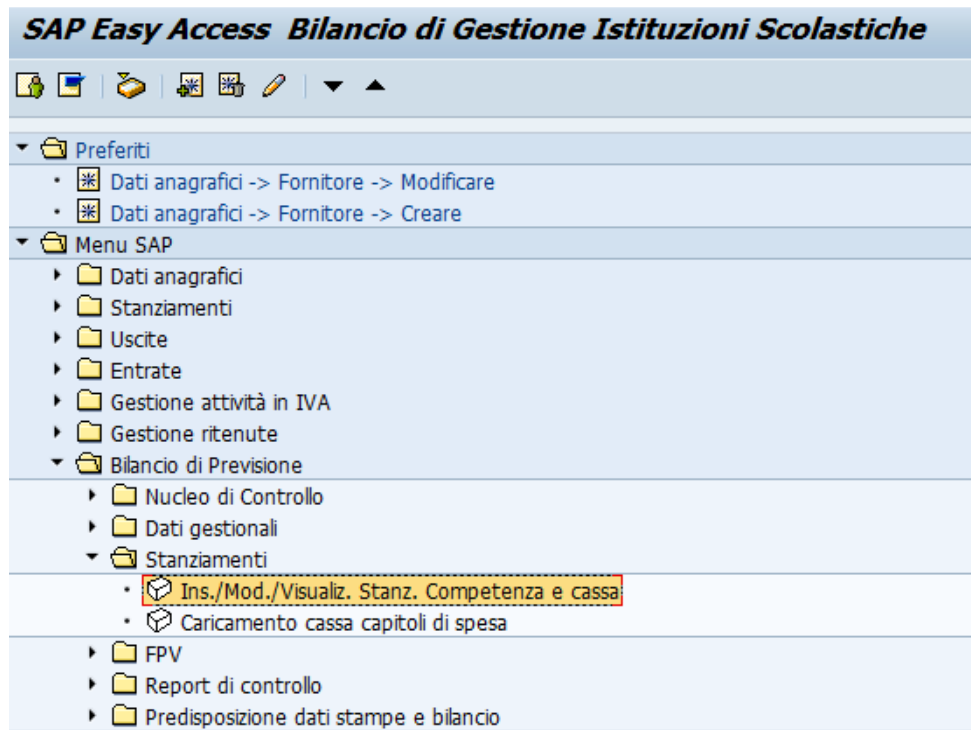 SAP Easy Access Bilancio di Gestione Istituzioni Scolastiche
Preferiti
Dati anagrafici -> Fornitore -> Modificare
Dati anagrafici -> Fornitore -> Creare
Menu SAP
Dati anagrafici
Stanziamenti
Uscite
Entrate
Gestione attività in IVA
Gestione ritenute
Bilancio di Previsione
Nucleo di Controllo
Dati gestionali
Stanziamenti
Ins./Mod./Visualiz. Stanz. Competenza e cassa
Caricamento cassa capitoli di spesa
FPV
Report di controllo
Predisposizione dati stampe e bilancio